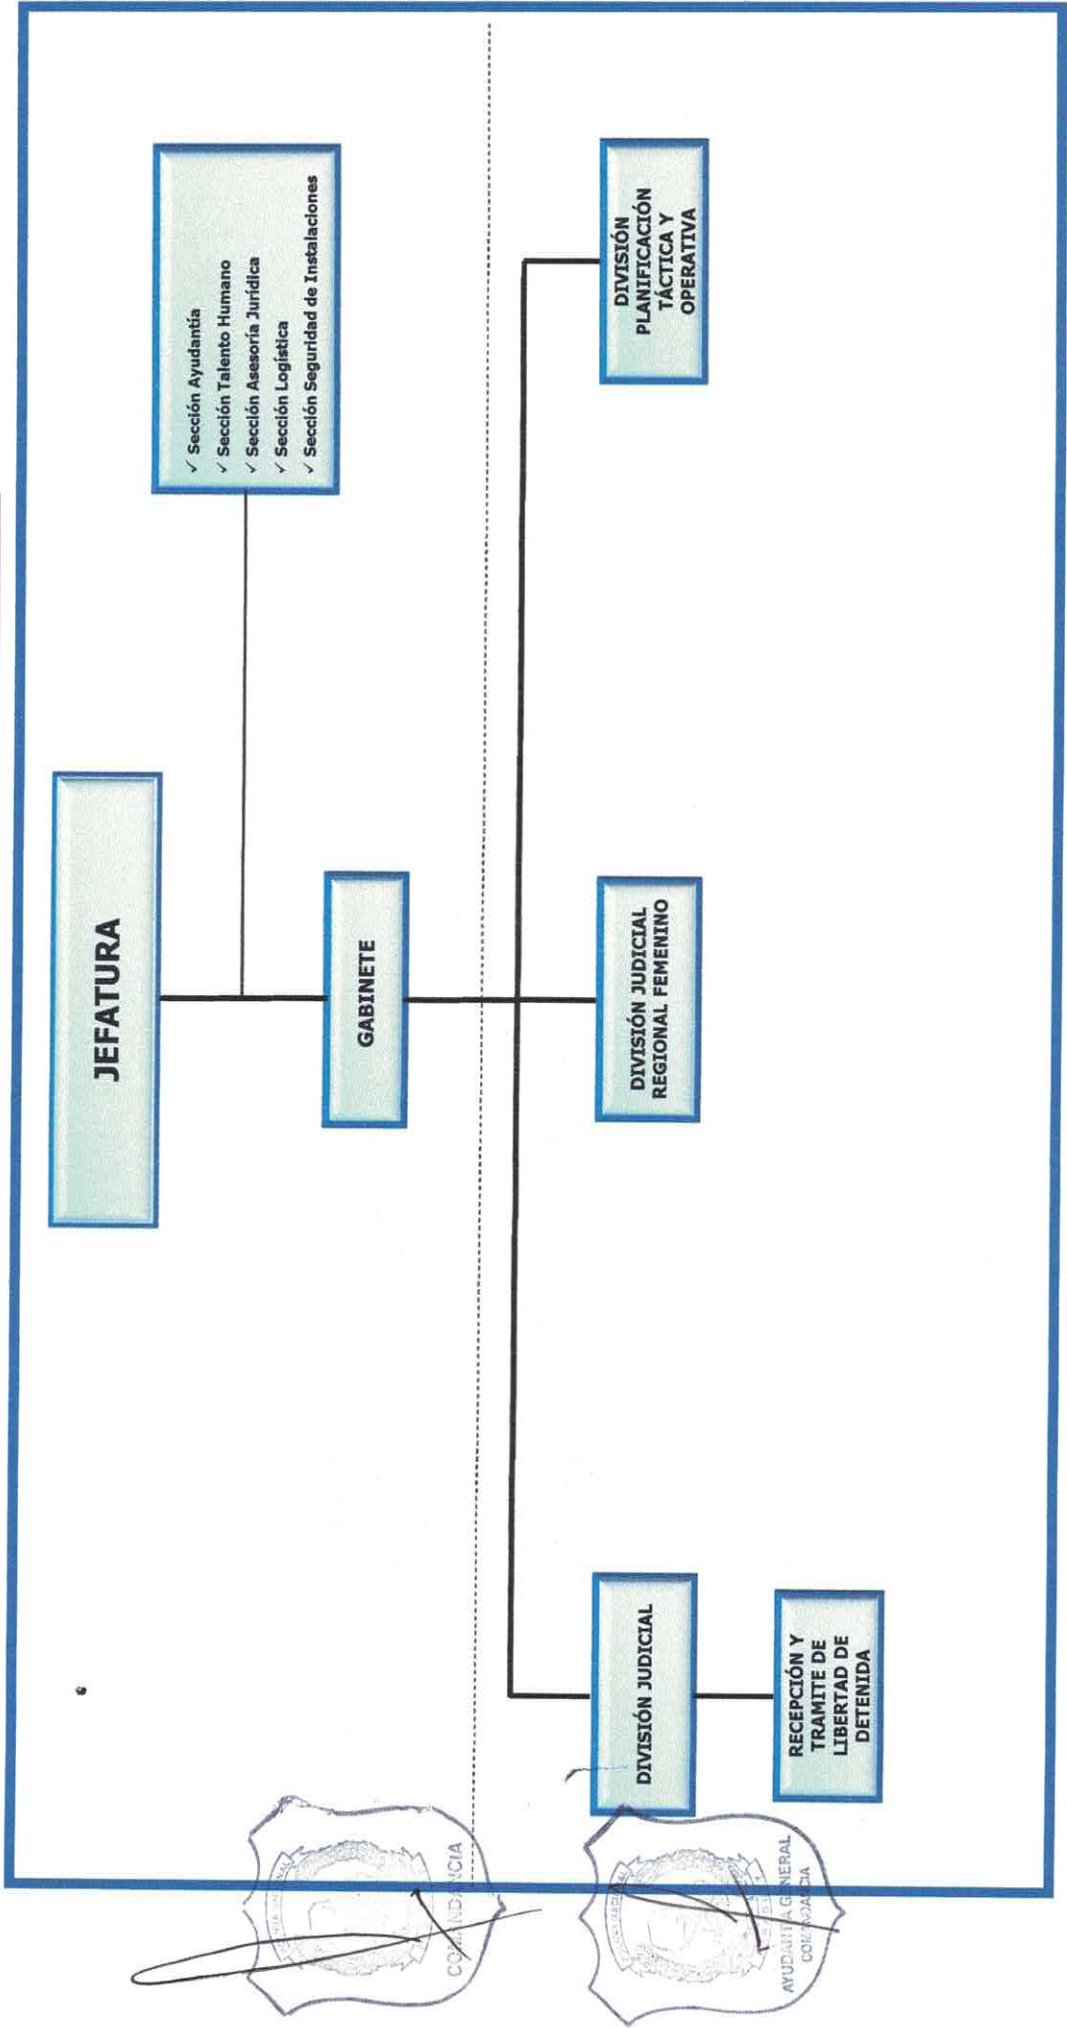 JEFATURA
✓ Sección Ayudantía
✓ Sección Talento Humano
✓ Sección Asesoría Jurídica
✓ Sección Logística
✓ Sección Seguridad de Instalaciones
GABINETE
DIVISIÓN JUDICIAL
DIVISIÓN JUDICIAL
REGIONAL FEMENINO
DIVISIÓN
PLANIFICACIÓN
TÁCTICA Y
OPERATIVA
RECEPCIÓN Y
TRAMITE DE
LIBERTAD DE
DETENIDA
COMANDANCIA
AYUDANTIA GENERAL
COMANDANCIA